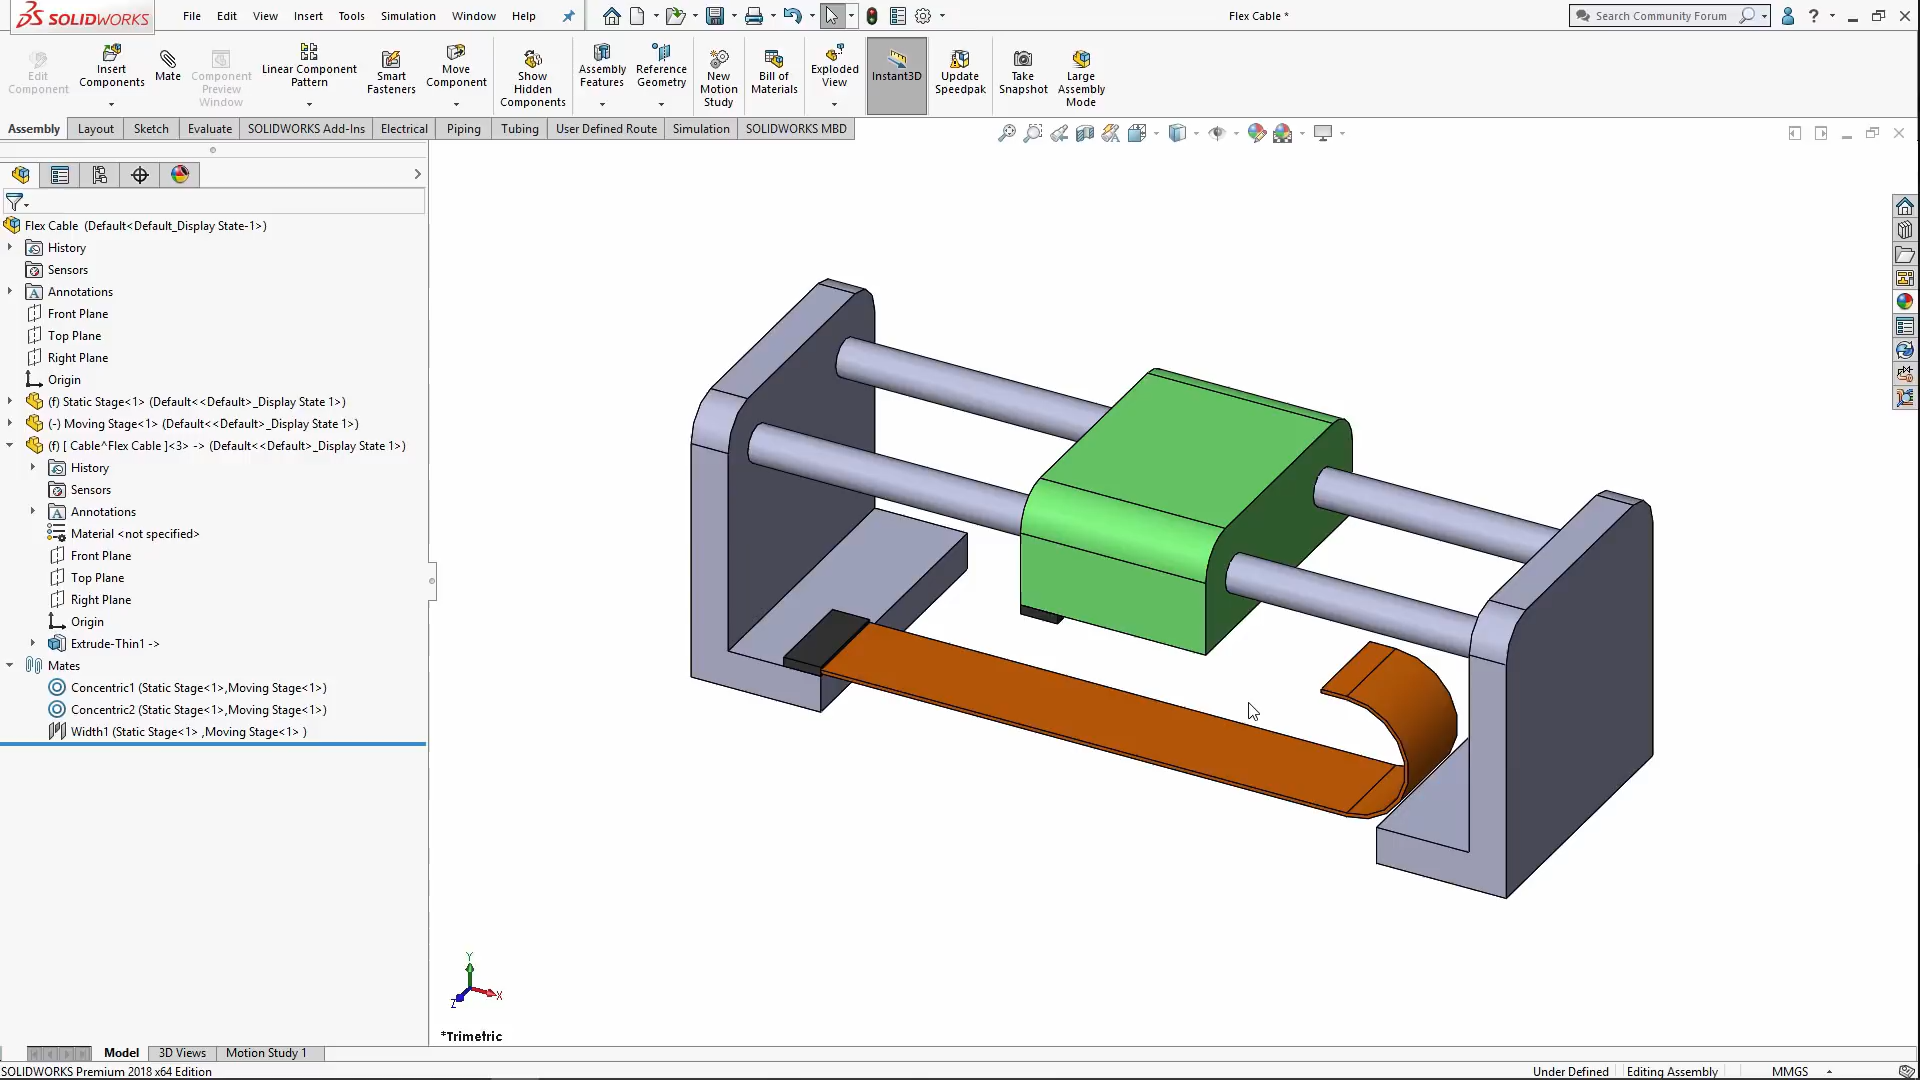 SOLIDWORKS
File Edit View Insert Tools Simulation Window Help
Flex Cable *
Search Community Forum
Edit Component
Insert Components
Mate
Component Preview Window
Linear Component Pattern
Smart Fasteners
Move Component
Show Hidden Components
Assembly Features
Reference Geometry
New Motion Study
Bill of Materials
Exploded View
Instant3D
Update Speedpak
Take Snapshot
Large Assembly Mode
Assembly Layout Sketch Evaluate SOLIDWORKS Add-Ins Electrical Piping Tubing User Defined Route Simulation SOLIDWORKS MBD
Flex Cable (Default<Default_Display State-1>)
History
Sensors
Annotations
Front Plane
Top Plane
Right Plane
Origin
(f) Static Stage<1> (Default<<Default>_Display State 1>)
(-) Moving Stage<1> (Default<<Default>_Display State 1>)
(f) [ Cable^Flex Cable ]<3> -> (Default<<Default>_Display State 1>)
History
Sensors
Annotations
Material <not specified>
Front Plane
Top Plane
Right Plane
Origin
Extrude-Thin1 ->
Mates
Concentric1 (Static Stage<1>,Moving Stage<1>)
Concentric2 (Static Stage<1>,Moving Stage<1>)
Width1 (Static Stage<1> ,Moving Stage<1> )
Y
X
Z
*Trimetric
Model 3D Views Motion Study 1
SOLIDWORKS Premium 2018 x64 Edition
Under Defined Editing Assembly MMGS